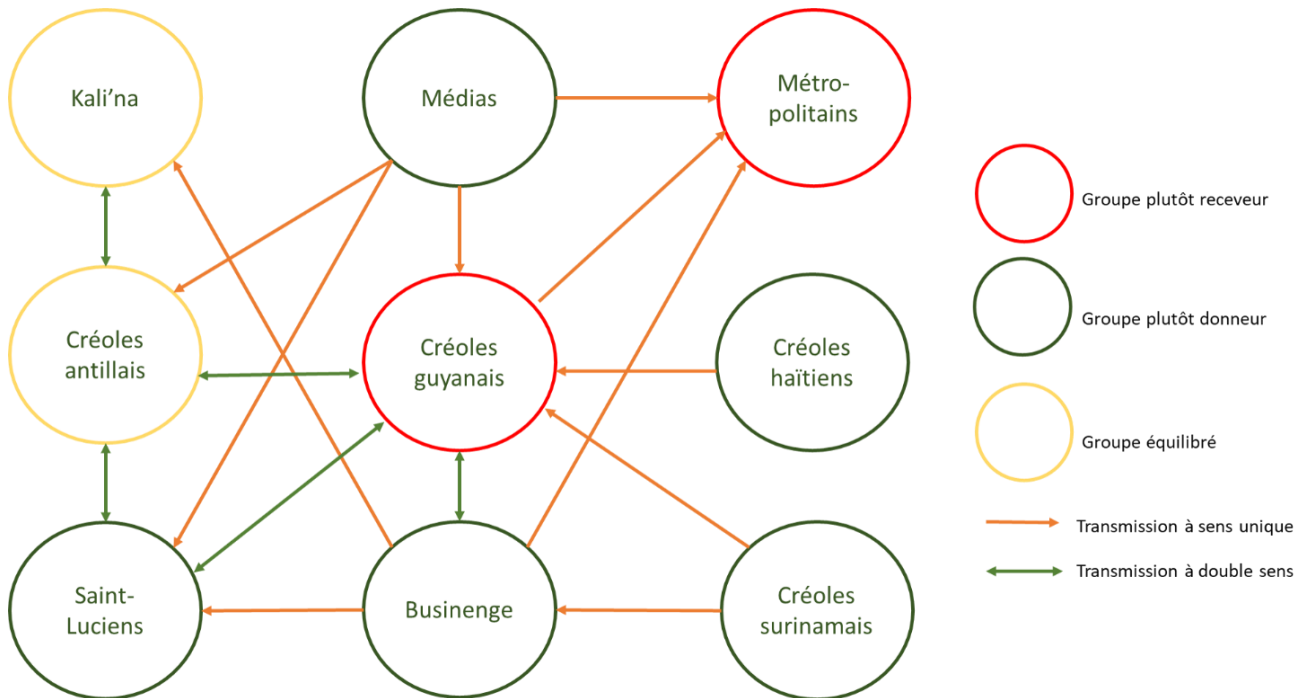 Kali’na
Médias
Métro-
politains
Créoles
antillais
Créoles
guyanais
Créoles
haïtiens
Saint-
Luciens
Businenge
Créoles
surinamais
Groupe plutôt receveur
Groupe plutôt donneur
Groupe équilibré
Transmission à sens unique
Transmission à double sens